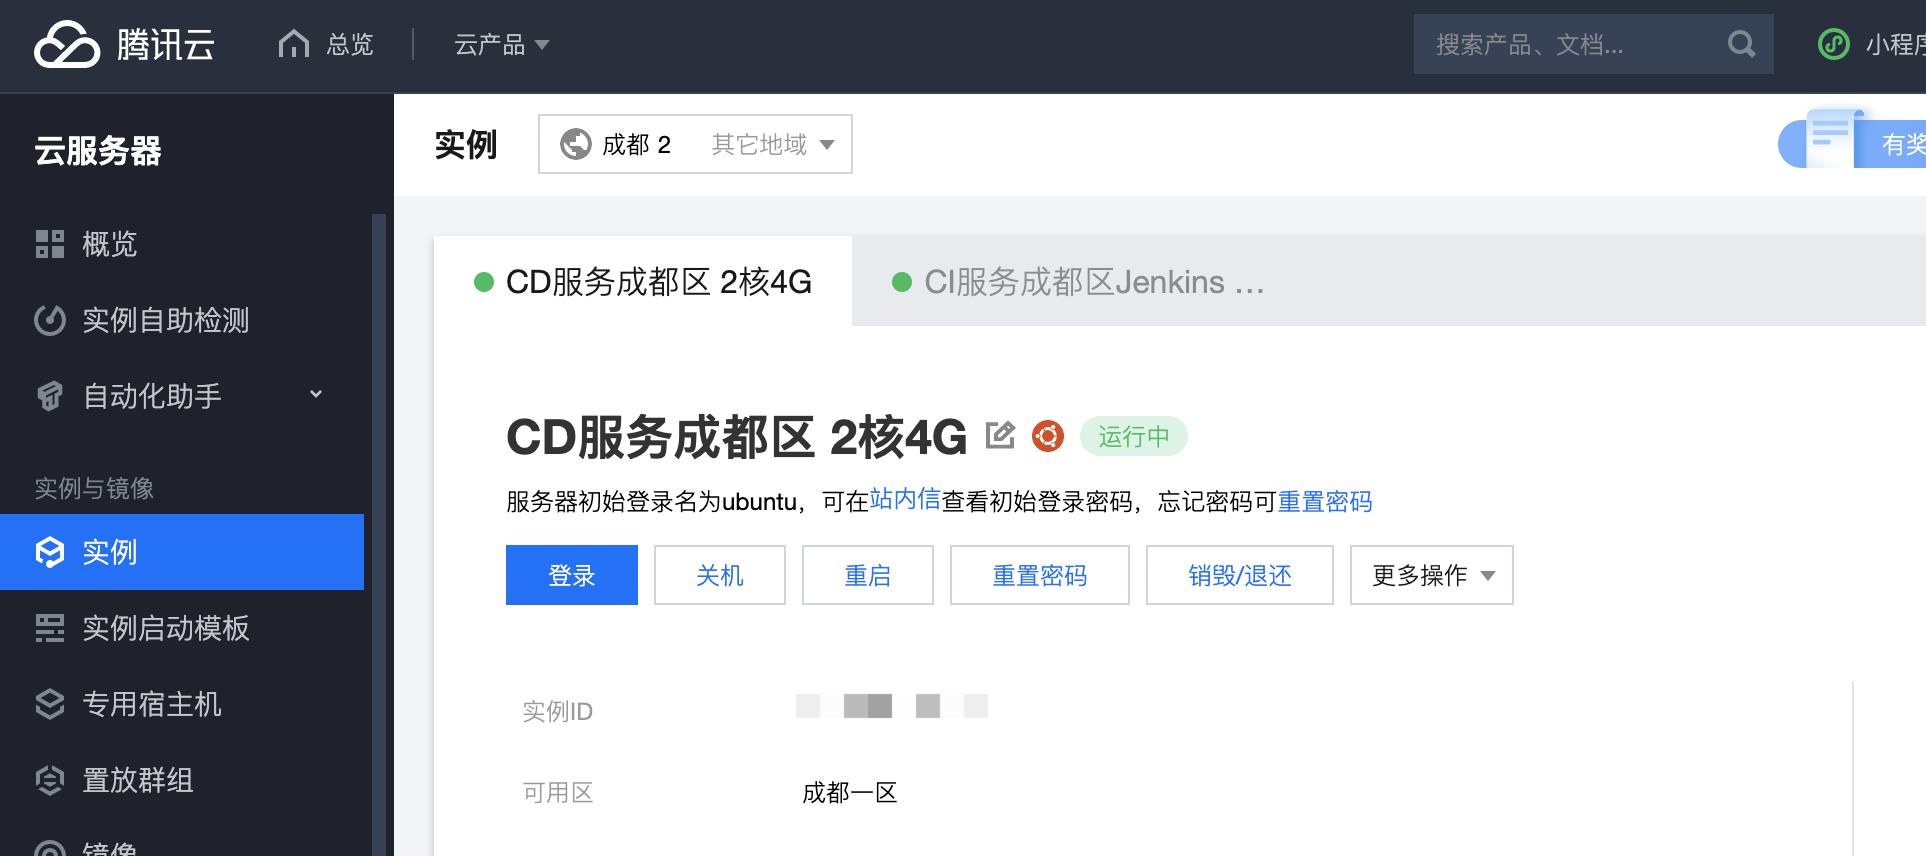 腾讯云 总览 云产品 搜索产品、文档... 小程序
云服务器
概览
实例自助检测
自动化助手
实例与镜像
实例
实例启动模板
专用宿主机
置放群组
镜像
实例 成都 2 其它地域 有奖
CD服务成都区 2核4G CI服务成都区Jenkins ...
CD服务成都区 2核4G 运行中
服务器初始登录名为ubuntu，可在站内信查看初始登录密码，忘记密码可重置密码
登录 关机 重启 重置密码 销毁/退还 更多操作
实例ID
可用区 成都一区